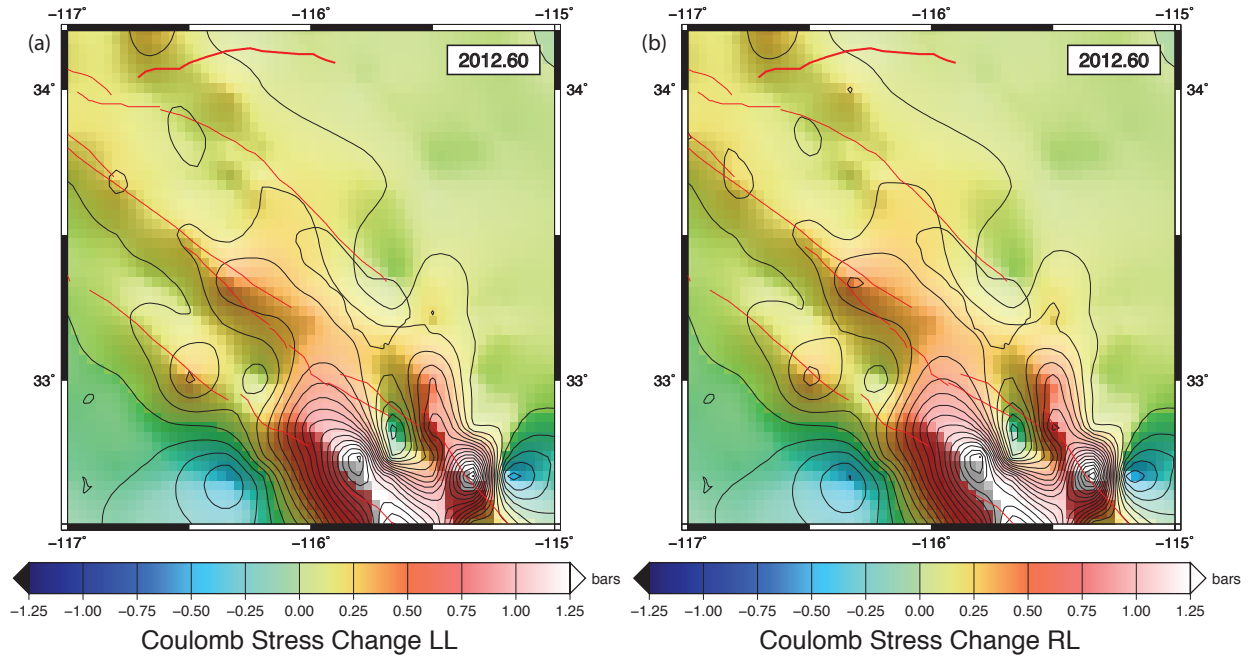 −117 −116 −115 −117 −116 −115
(a) 2012.60 (b) 2012.60
34˚ 34˚ 34˚ 34˚
33˚ 33˚ 33˚ 33˚
−117 −116 −115 −117 −116 −115
bars bars
−1.25 −1.00 −0.75 −0.50 −0.25 0.00 0.25 0.50 0.75 1.00 1.25 −1.25 −1.00 −0.75 −0.50 −0.25 0.00 0.25 0.50 0.75 1.00 1.25
Coulomb Stress Change LL Coulomb Stress Change RL